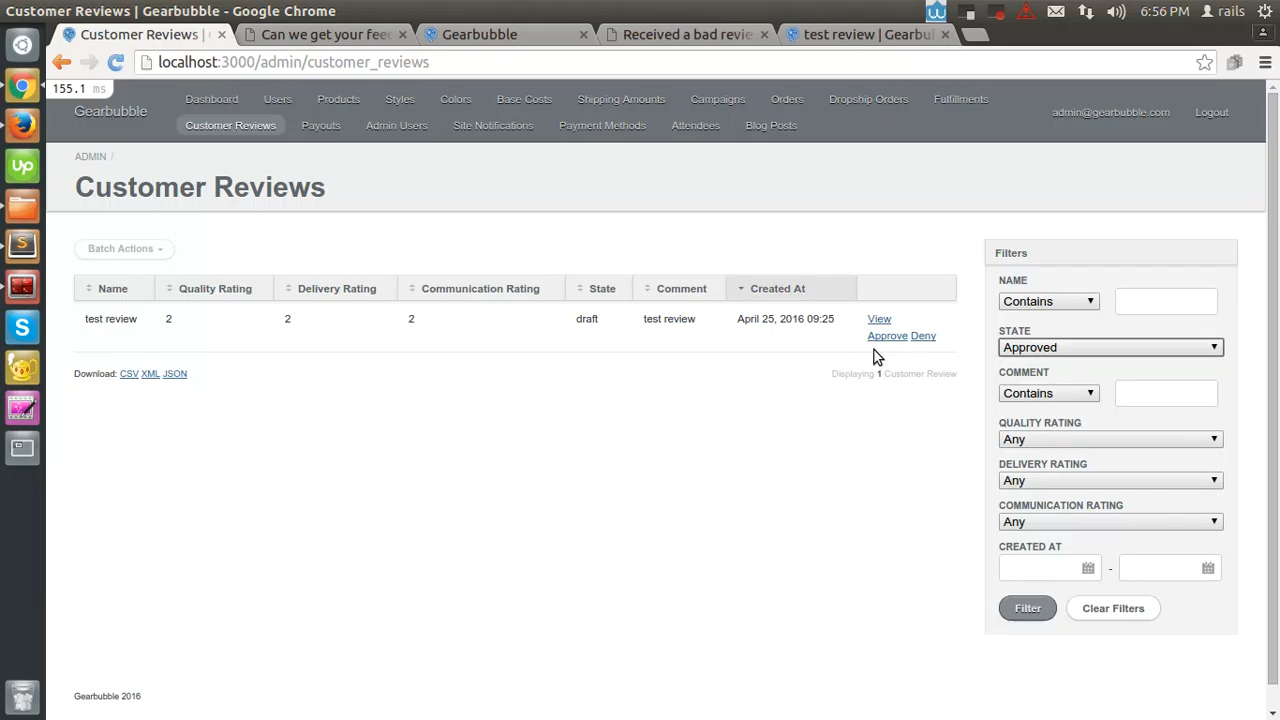 Customer Reviews | Gearbubble - Google Chrome
6:56 PM
rails
Customer Reviews |
Can we get your fee
Gearbubble
Received a bad revie
test review | Gearbul
localhost:3000/admin/customer_reviews
155.1 ms
Gearbubble
Dashboard Users Products Styles Colors Base Costs Shipping Amounts Campaigns Orders Dropship Orders Fulfillments
Customer Reviews Payouts Admin Users Site Notifications Payment Methods Attendees Blog Posts
admin@gearbubble.com Logout
ADMIN /
Customer Reviews
Batch Actions
Name Quality Rating Delivery Rating Communication Rating State Comment Created At
test review 2 2 2 draft test review April 25, 2016 09:25 View
Approve Deny
Download: CSV XML JSON
Displaying 1 Customer Review
Filters
NAME
Contains
STATE
Approved
COMMENT
Contains
QUALITY RATING
Any
DELIVERY RATING
Any
COMMUNICATION RATING
Any
CREATED AT
-
Filter Clear Filters
Gearbubble 2016